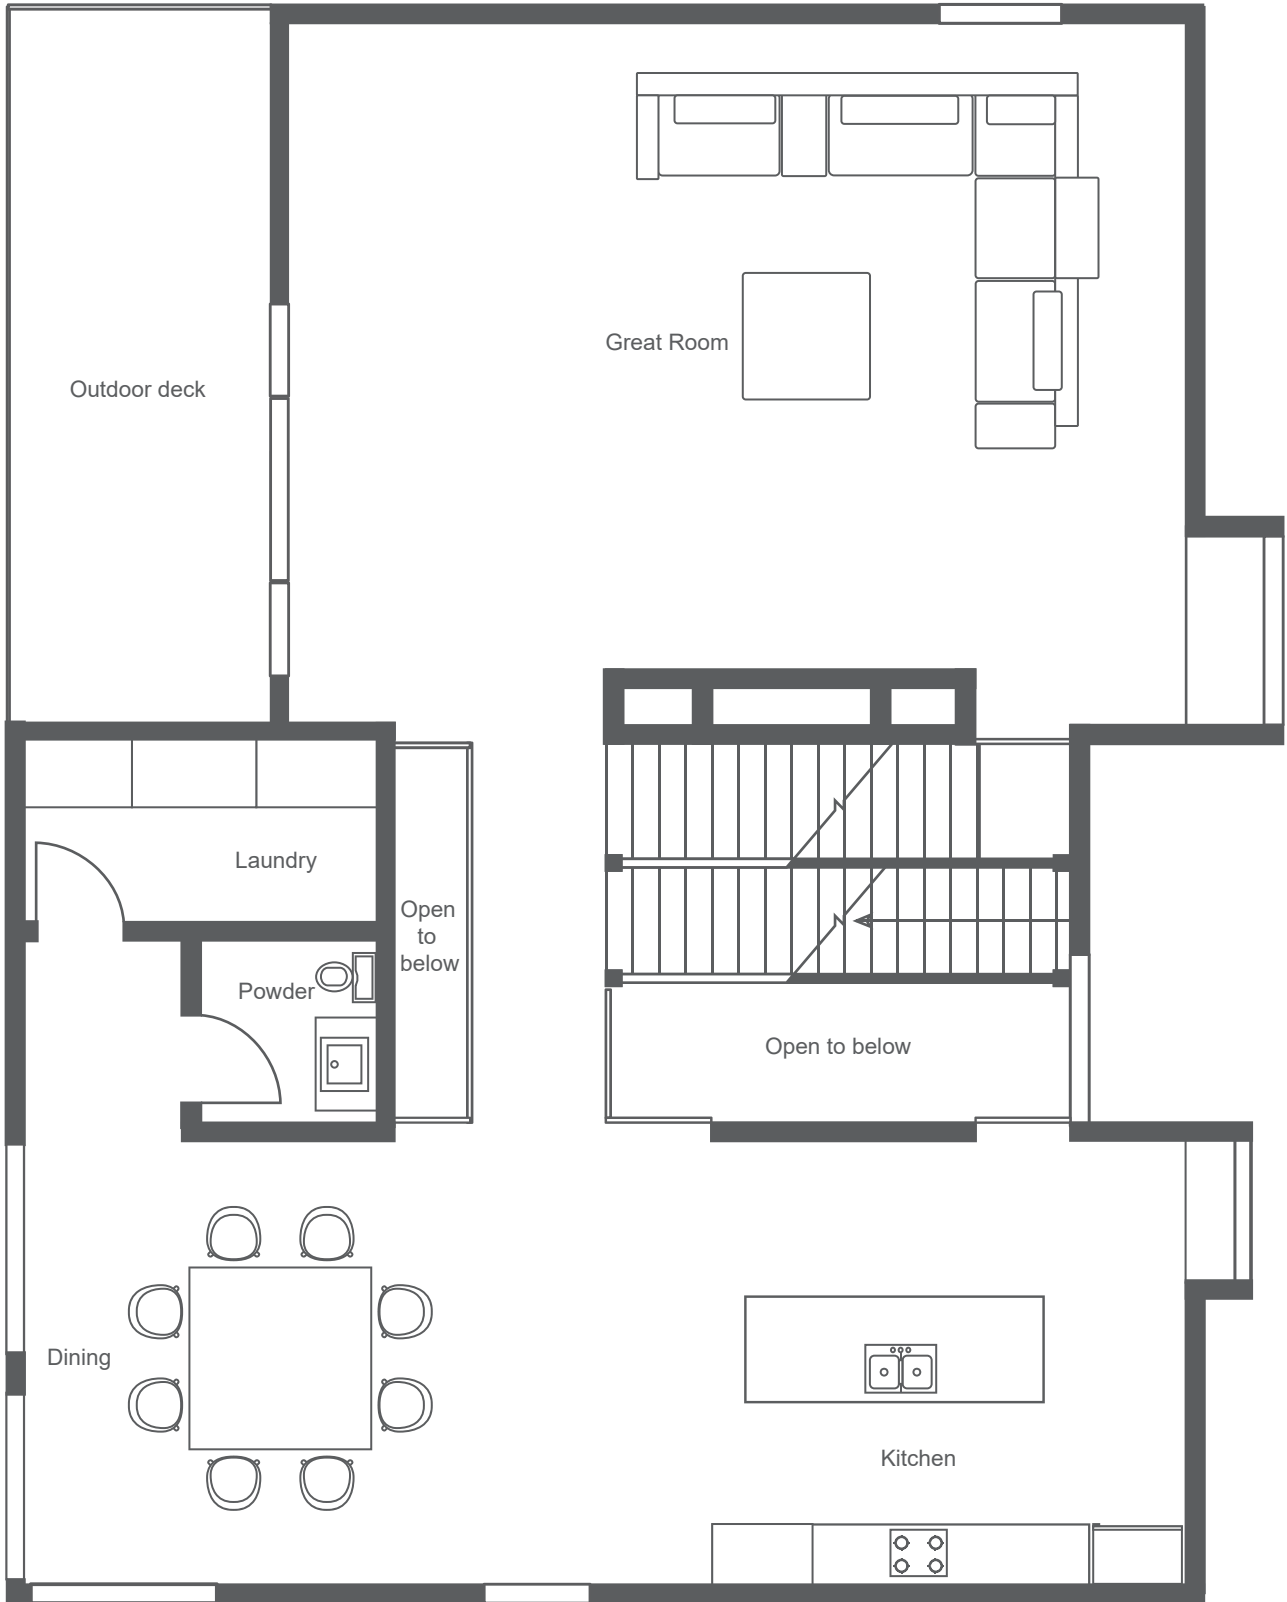 Great Room
Outdoor deck
Laundry
Open
to
below
Powder
Open to below
Dining
Kitchen